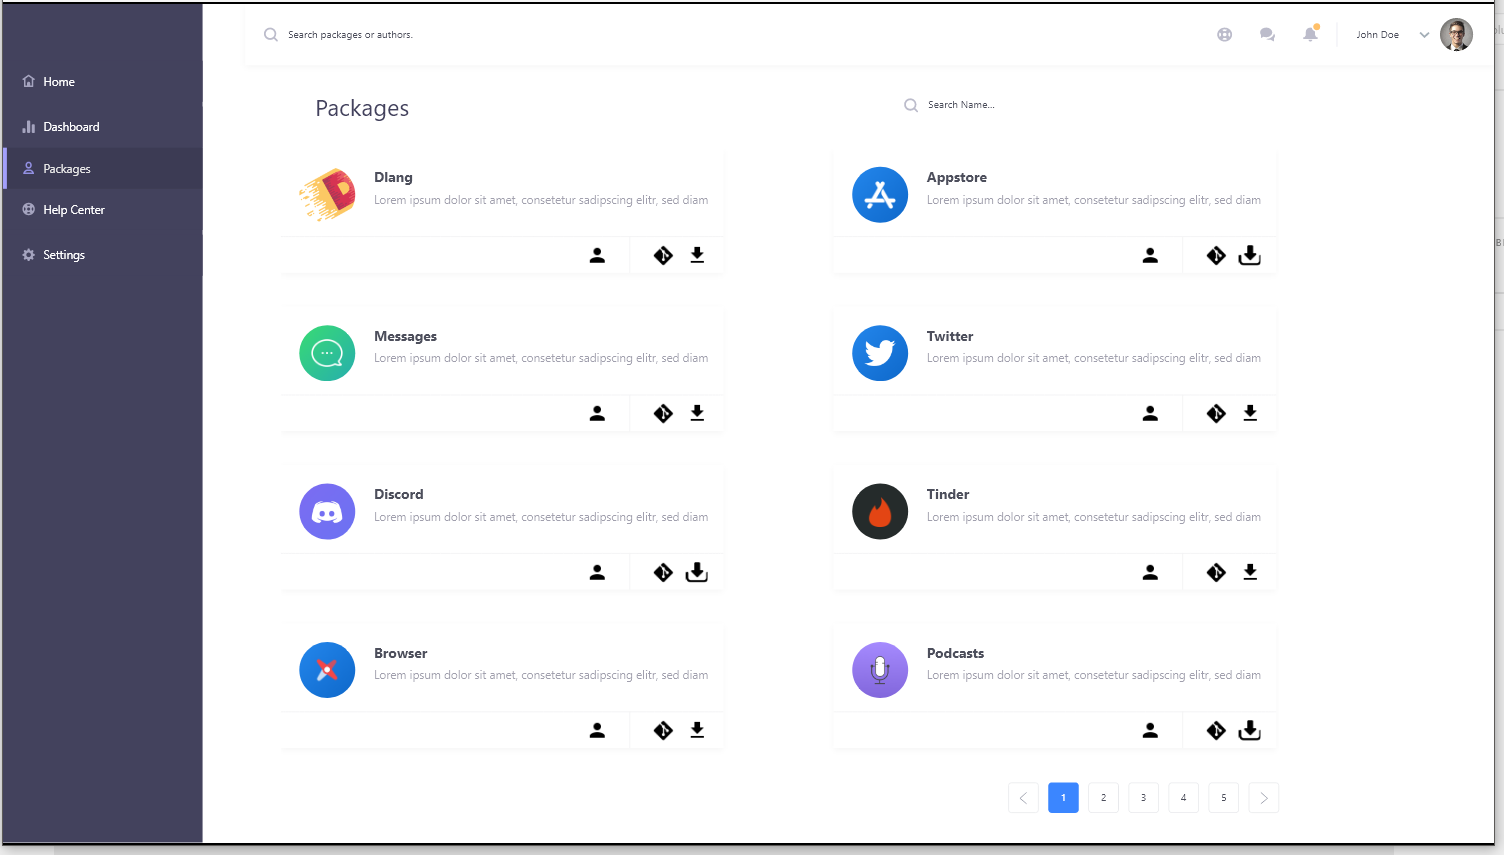 Search packages or authors.
John Doe
Home
Dashboard
Packages
Help Center
Settings
Packages
Search Name...
Dlang
Lorem ipsum dolor sit amet, consetetur sadipscing elitr, sed diam
Appstore
Lorem ipsum dolor sit amet, consetetur sadipscing elitr, sed diam
Messages
Lorem ipsum dolor sit amet, consetetur sadipscing elitr, sed diam
Twitter
Lorem ipsum dolor sit amet, consetetur sadipscing elitr, sed diam
Discord
Lorem ipsum dolor sit amet, consetetur sadipscing elitr, sed diam
Tinder
Lorem ipsum dolor sit amet, consetetur sadipscing elitr, sed diam
Browser
Lorem ipsum dolor sit amet, consetetur sadipscing elitr, sed diam
Podcasts
Lorem ipsum dolor sit amet, consetetur sadipscing elitr, sed diam
1 2 3 4 5